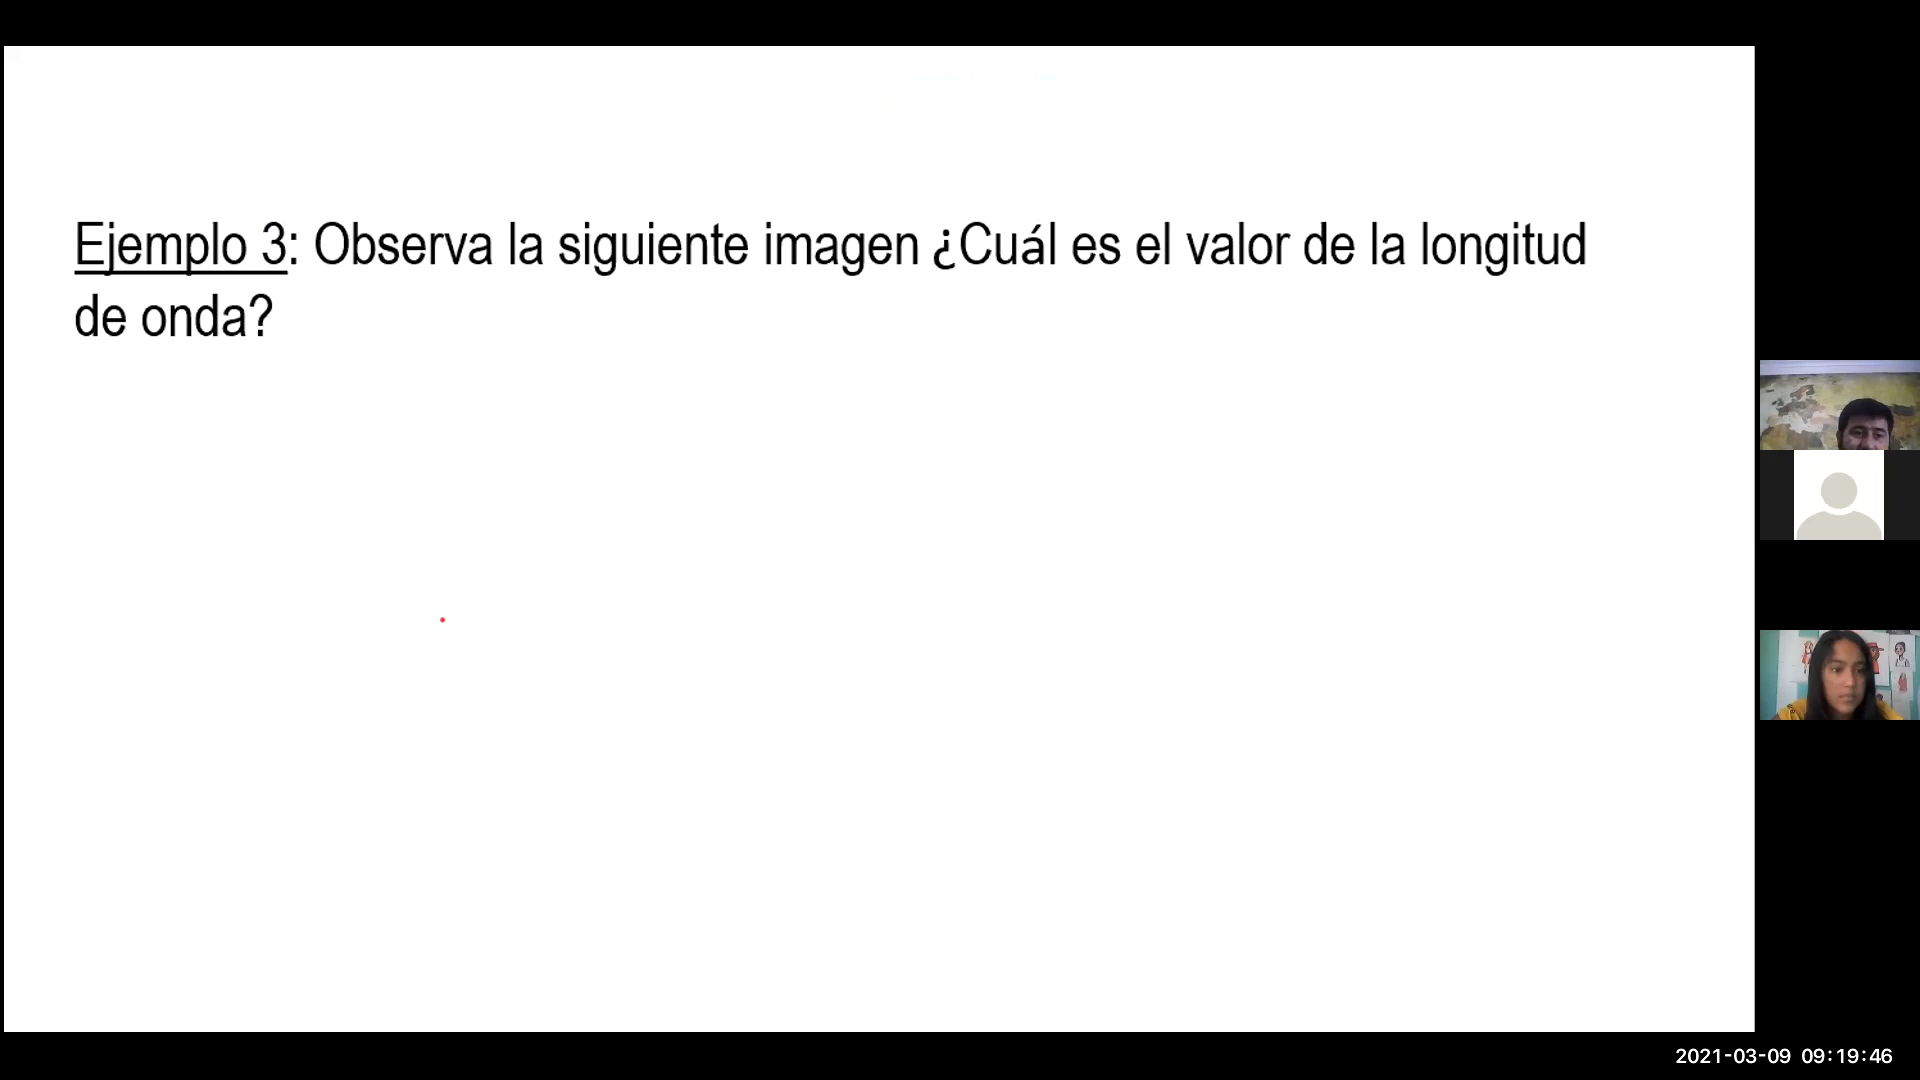 Ejemplo 3: Observa la siguiente imagen ¿Cuál es el valor de la longitud
de onda?
2021-03-09 09:19:46